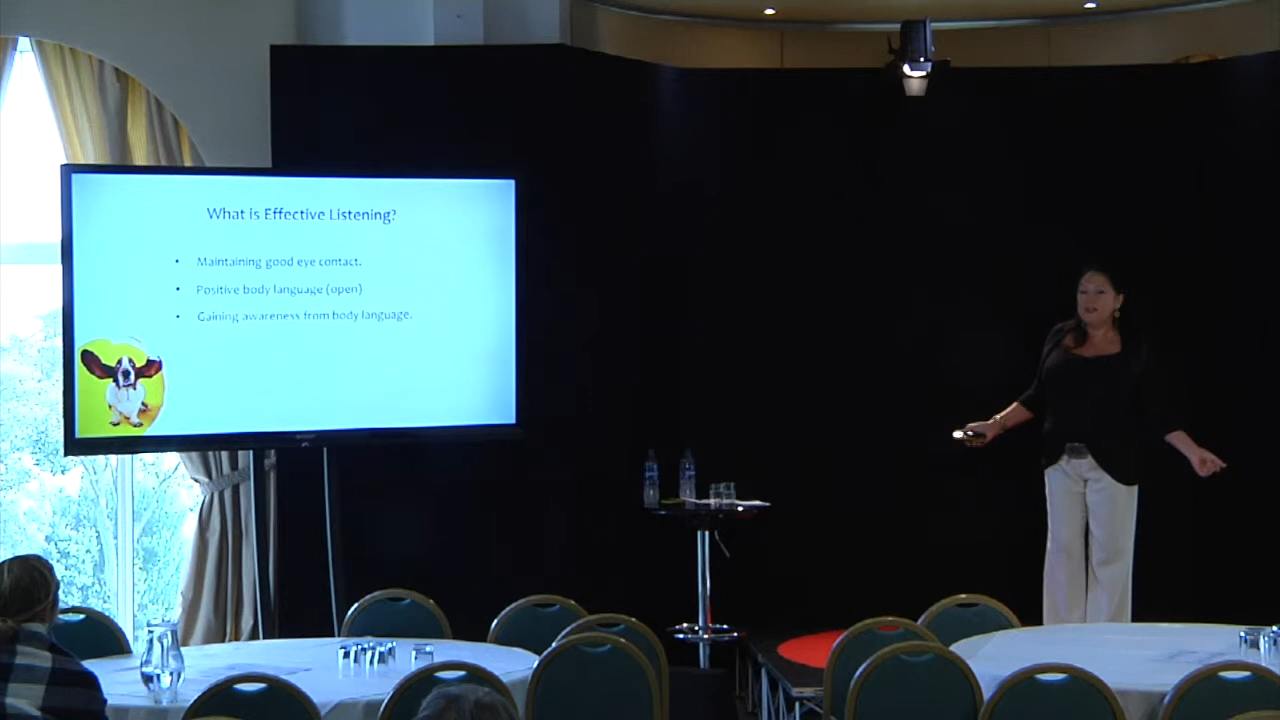 What is Effective Listening?
• Maintaining good eye contact.
• Positive body language (open)
• Gaining awareness from body language.